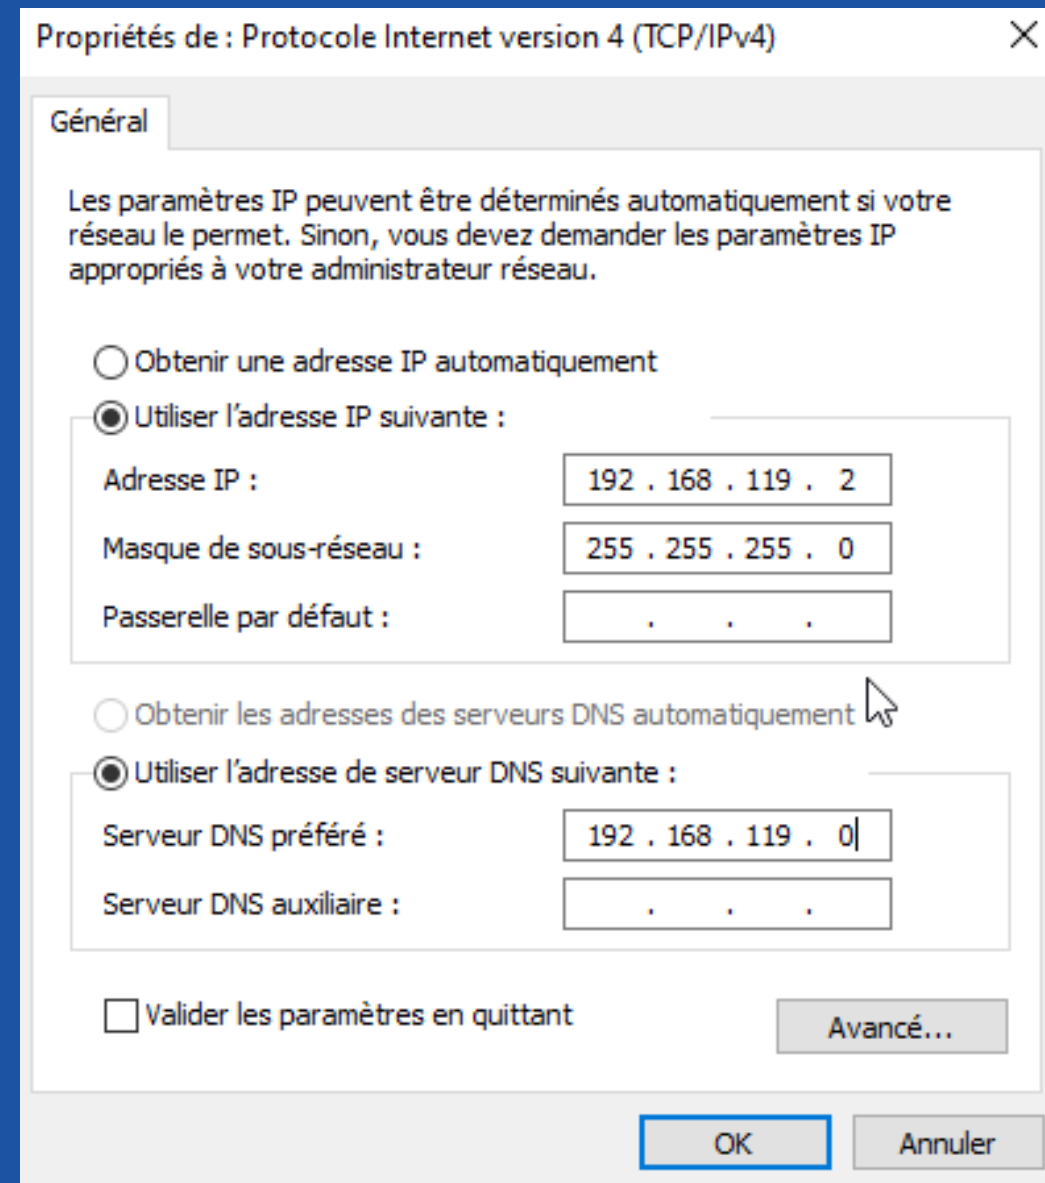 Propriétés de : Protocole Internet version 4 (TCP/IPv4)
Général
Les paramètres IP peuvent être déterminés automatiquement si votre
réseau le permet. Sinon, vous devez demander les paramètres IP
appropriés à votre administrateur réseau.
Obtenir une adresse IP automatiquement
Utiliser l’adresse IP suivante :
Adresse IP : 192 . 168 . 119 . 2
Masque de sous-réseau : 255 . 255 . 255 . 0
Passerelle par défaut : . . .
Obtenir les adresses des serveurs DNS automatiquement
Utiliser l’adresse de serveur DNS suivante :
Serveur DNS préféré : 192 . 168 . 119 . 0
Serveur DNS auxiliaire : . . .
Valider les paramètres en quittant
Avancé...
OK Annuler